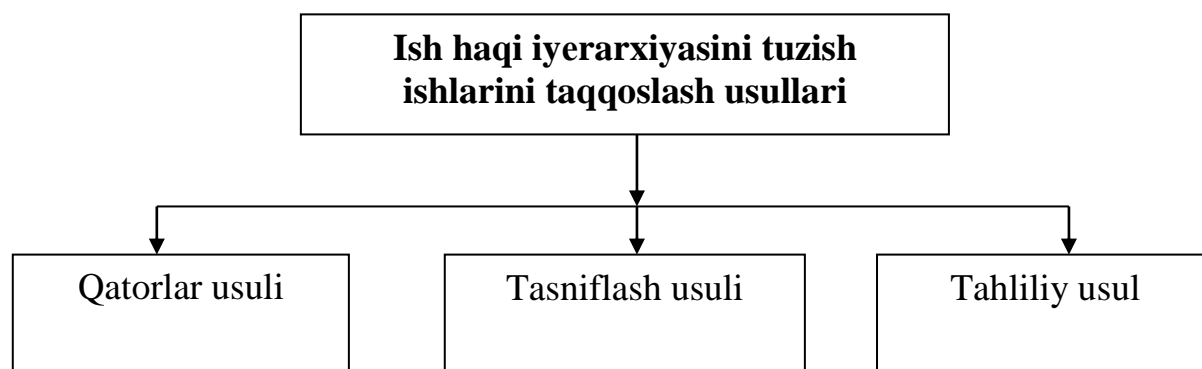 Ish haqi iyerarxiyasini tuzish
ishlarini taqqoslash usullari
Qatorlar usuli
Tasniflash usuli
Tahliliy usul